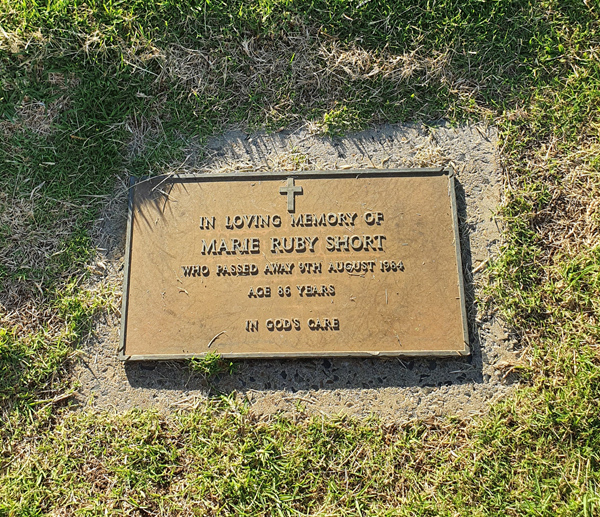 IN LOVING MEMORY OF
MARIE RUBY SHORT
WHO PASSED AWAY 9TH AUGUST 1984
AGE 86 YEARS
IN GOD'S CARE